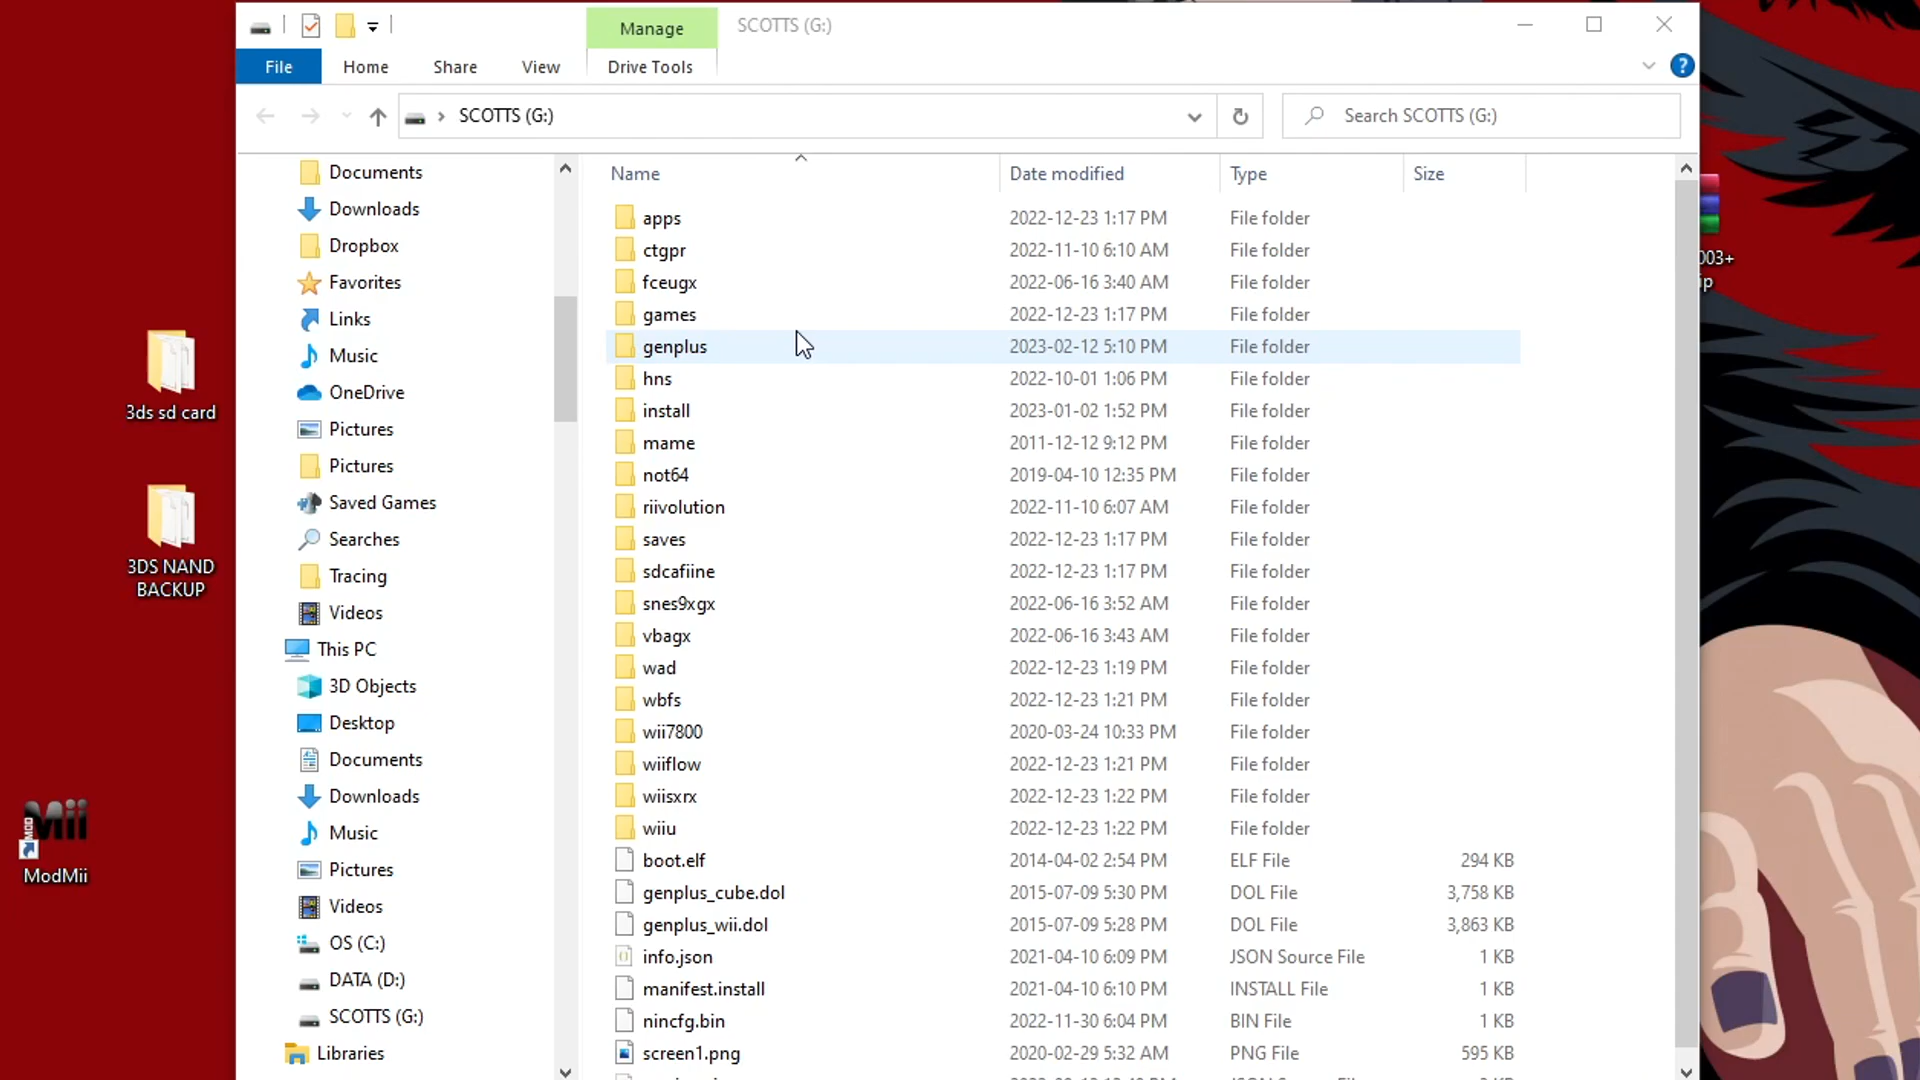 Manage
SCOTTS (G:)
File
Home
Share
View
Drive Tools
?
SCOTTS (G:)
Search SCOTTS (G:)
Documents
Downloads
Dropbox
Favorites
Links
Music
OneDrive
Pictures
Pictures
Saved Games
Searches
Tracing
Videos
This PC
3D Objects
Desktop
Documents
Downloads
Music
Pictures
Videos
OS (C:)
DATA (D:)
SCOTTS (G:)
Libraries
Name Date modified Type Size
apps 2022-12-23 1:17 PM File folder
ctgpr 2022-11-10 6:10 AM File folder
fceugx 2022-06-16 3:40 AM File folder
games 2022-12-23 1:17 PM File folder
genplus 2023-02-12 5:10 PM File folder
hns 2022-10-01 1:06 PM File folder
install 2023-01-02 1:52 PM File folder
mame 2011-12-12 9:12 PM File folder
not64 2019-04-10 12:35 PM File folder
riivolution 2022-11-10 6:07 AM File folder
saves 2022-12-23 1:17 PM File folder
sdcafiine 2022-12-23 1:17 PM File folder
snes9xgx 2022-06-16 3:52 AM File folder
vbagx 2022-06-16 3:43 AM File folder
wad 2022-12-23 1:19 PM File folder
wbfs 2022-12-23 1:21 PM File folder
wii7800 2020-03-24 10:33 PM File folder
wiiflow 2022-12-23 1:21 PM File folder
wiisxrx 2022-12-23 1:22 PM File folder
wiiu 2022-12-23 1:22 PM File folder
boot.elf 2014-04-02 2:54 PM ELF File 294 KB
genplus_cube.dol 2015-07-09 5:30 PM DOL File 3,758 KB
genplus_wii.dol 2015-07-09 5:28 PM DOL File 3,863 KB
info.json 2021-04-10 6:09 PM JSON Source File 1 KB
manifest.install 2021-04-10 6:10 PM INSTALL File 1 KB
nincfg.bin 2022-11-30 6:04 PM BIN File 1 KB
screen1.png 2020-02-29 5:32 AM PNG File 595 KB
3ds sd card
3DS NAND
BACKUP
MOD Mii
ModMii
003+
ip